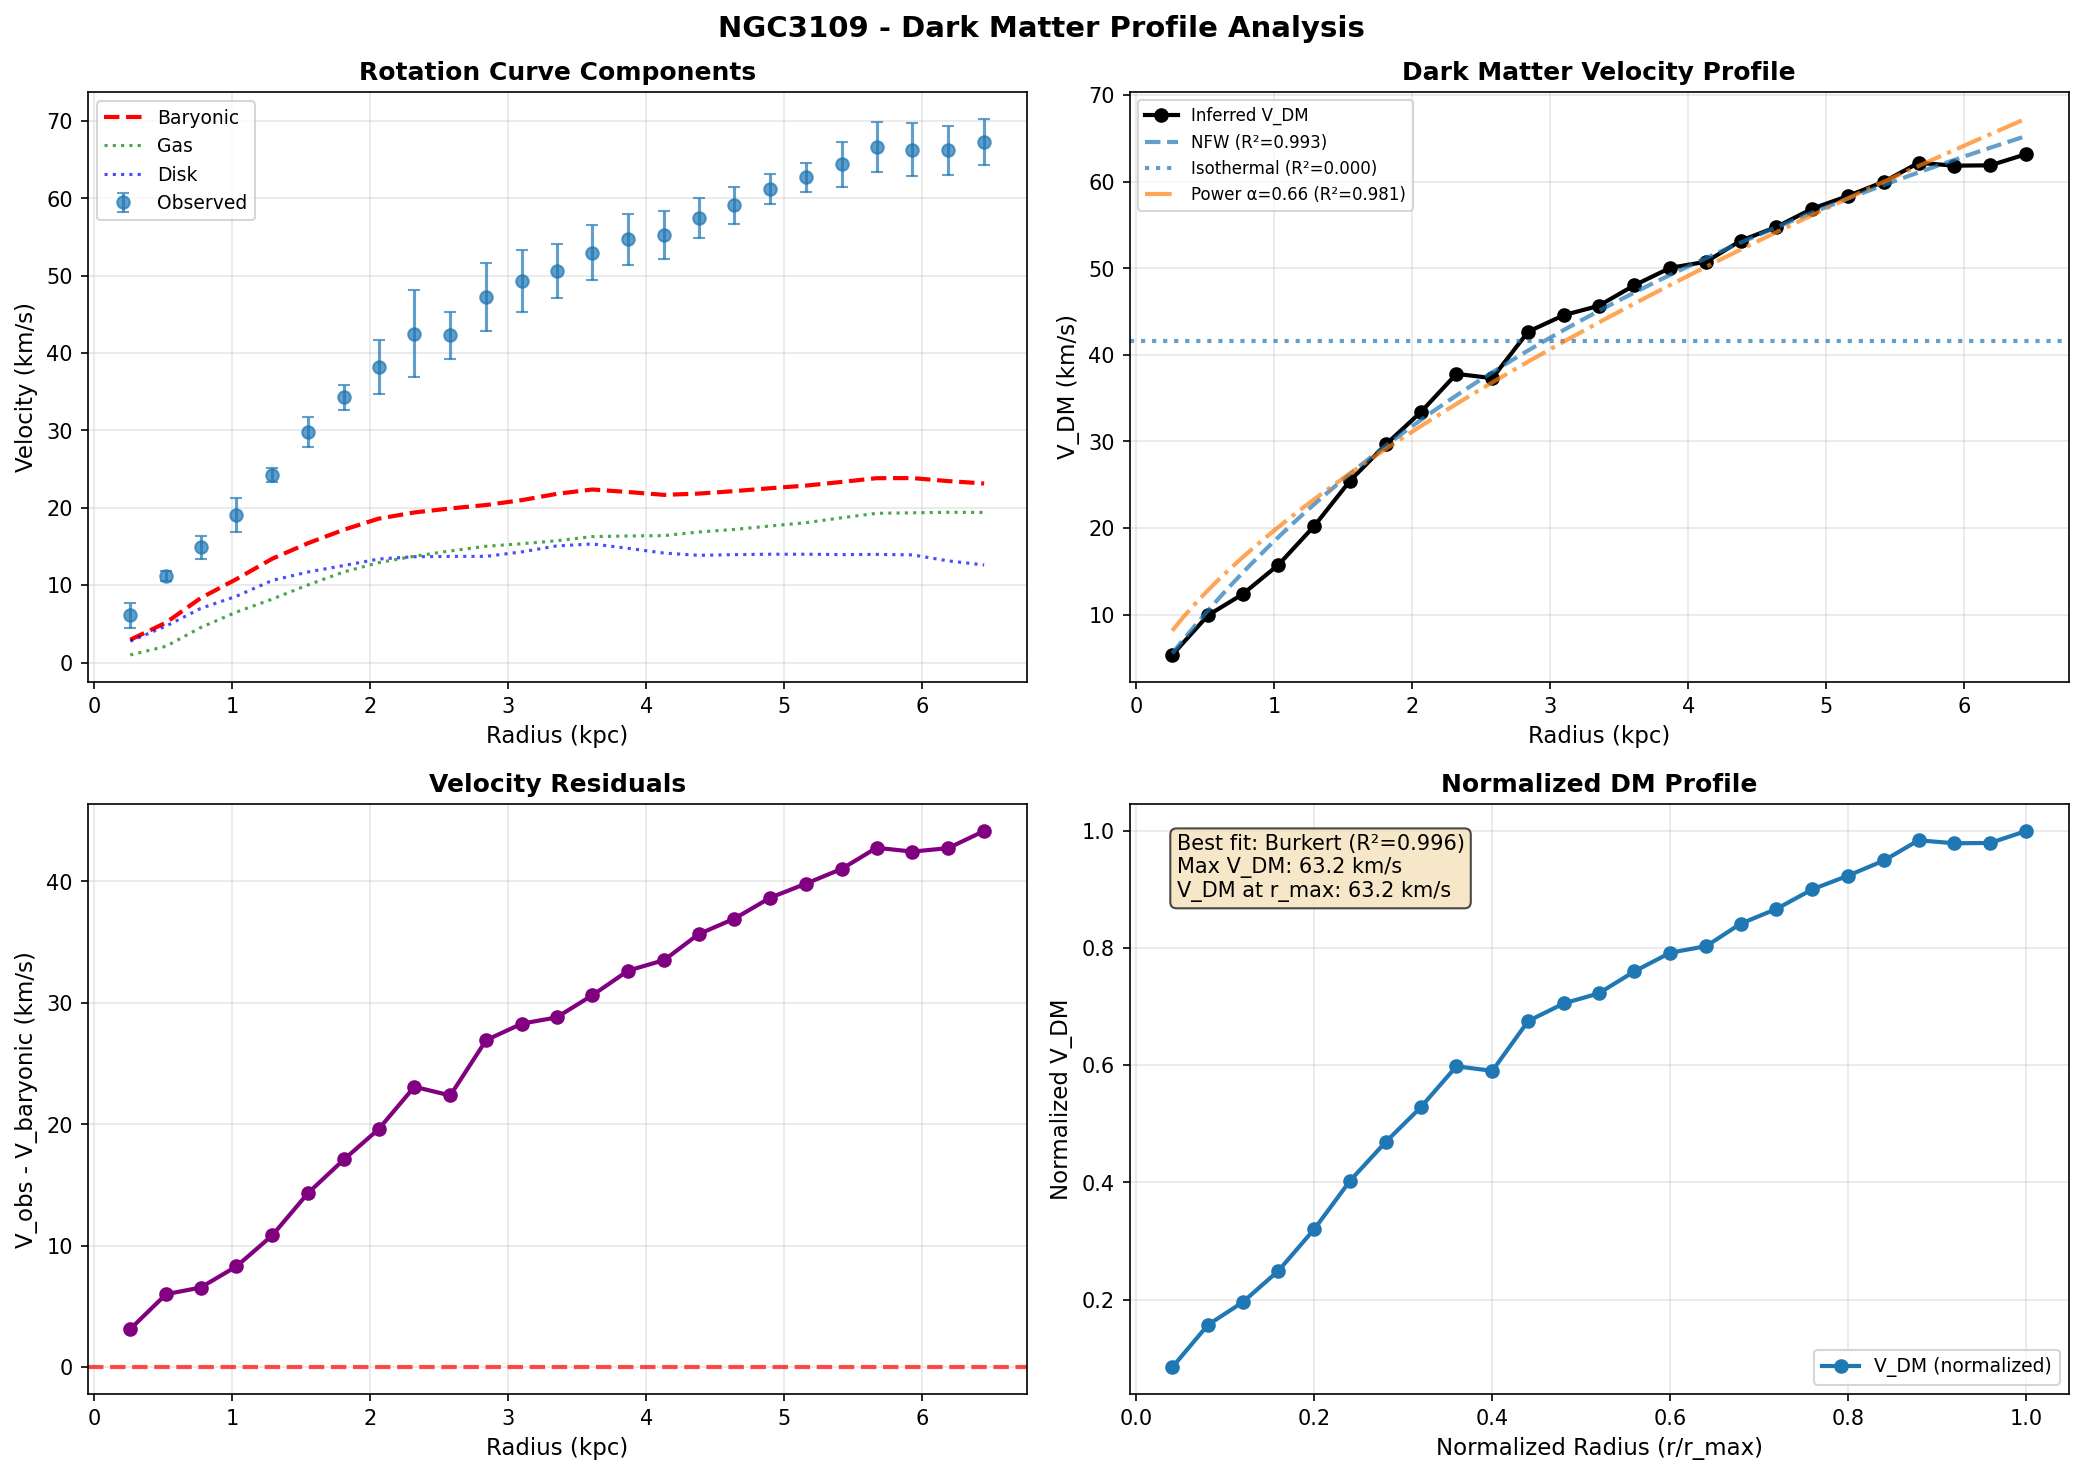 NGC3109 - Dark Matter Profile Analysis
Rotation Curve Components
Baryonic
Gas
Disk
Observed
Velocity (km/s)
70
60
50
40
30
20
10
0
0 1 2 3 4 5 6
Radius (kpc)
Dark Matter Velocity Profile
Inferred V_DM
NFW (R²=0.993)
Isothermal (R²=0.000)
Power α=0.66 (R²=0.981)
V_DM (km/s)
70
60
50
40
30
20
10
0 1 2 3 4 5 6
Radius (kpc)
Velocity Residuals
V_obs - V_baryonic (km/s)
40
30
20
10
0
0 1 2 3 4 5 6
Radius (kpc)
Normalized DM Profile
Best fit: Burkert (R²=0.996)
Max V_DM: 63.2 km/s
V_DM at r_max: 63.2 km/s
Normalized V_DM
1.0
0.8
0.6
0.4
0.2
V_DM (normalized)
0.0 0.2 0.4 0.6 0.8 1.0
Normalized Radius (r/r_max)